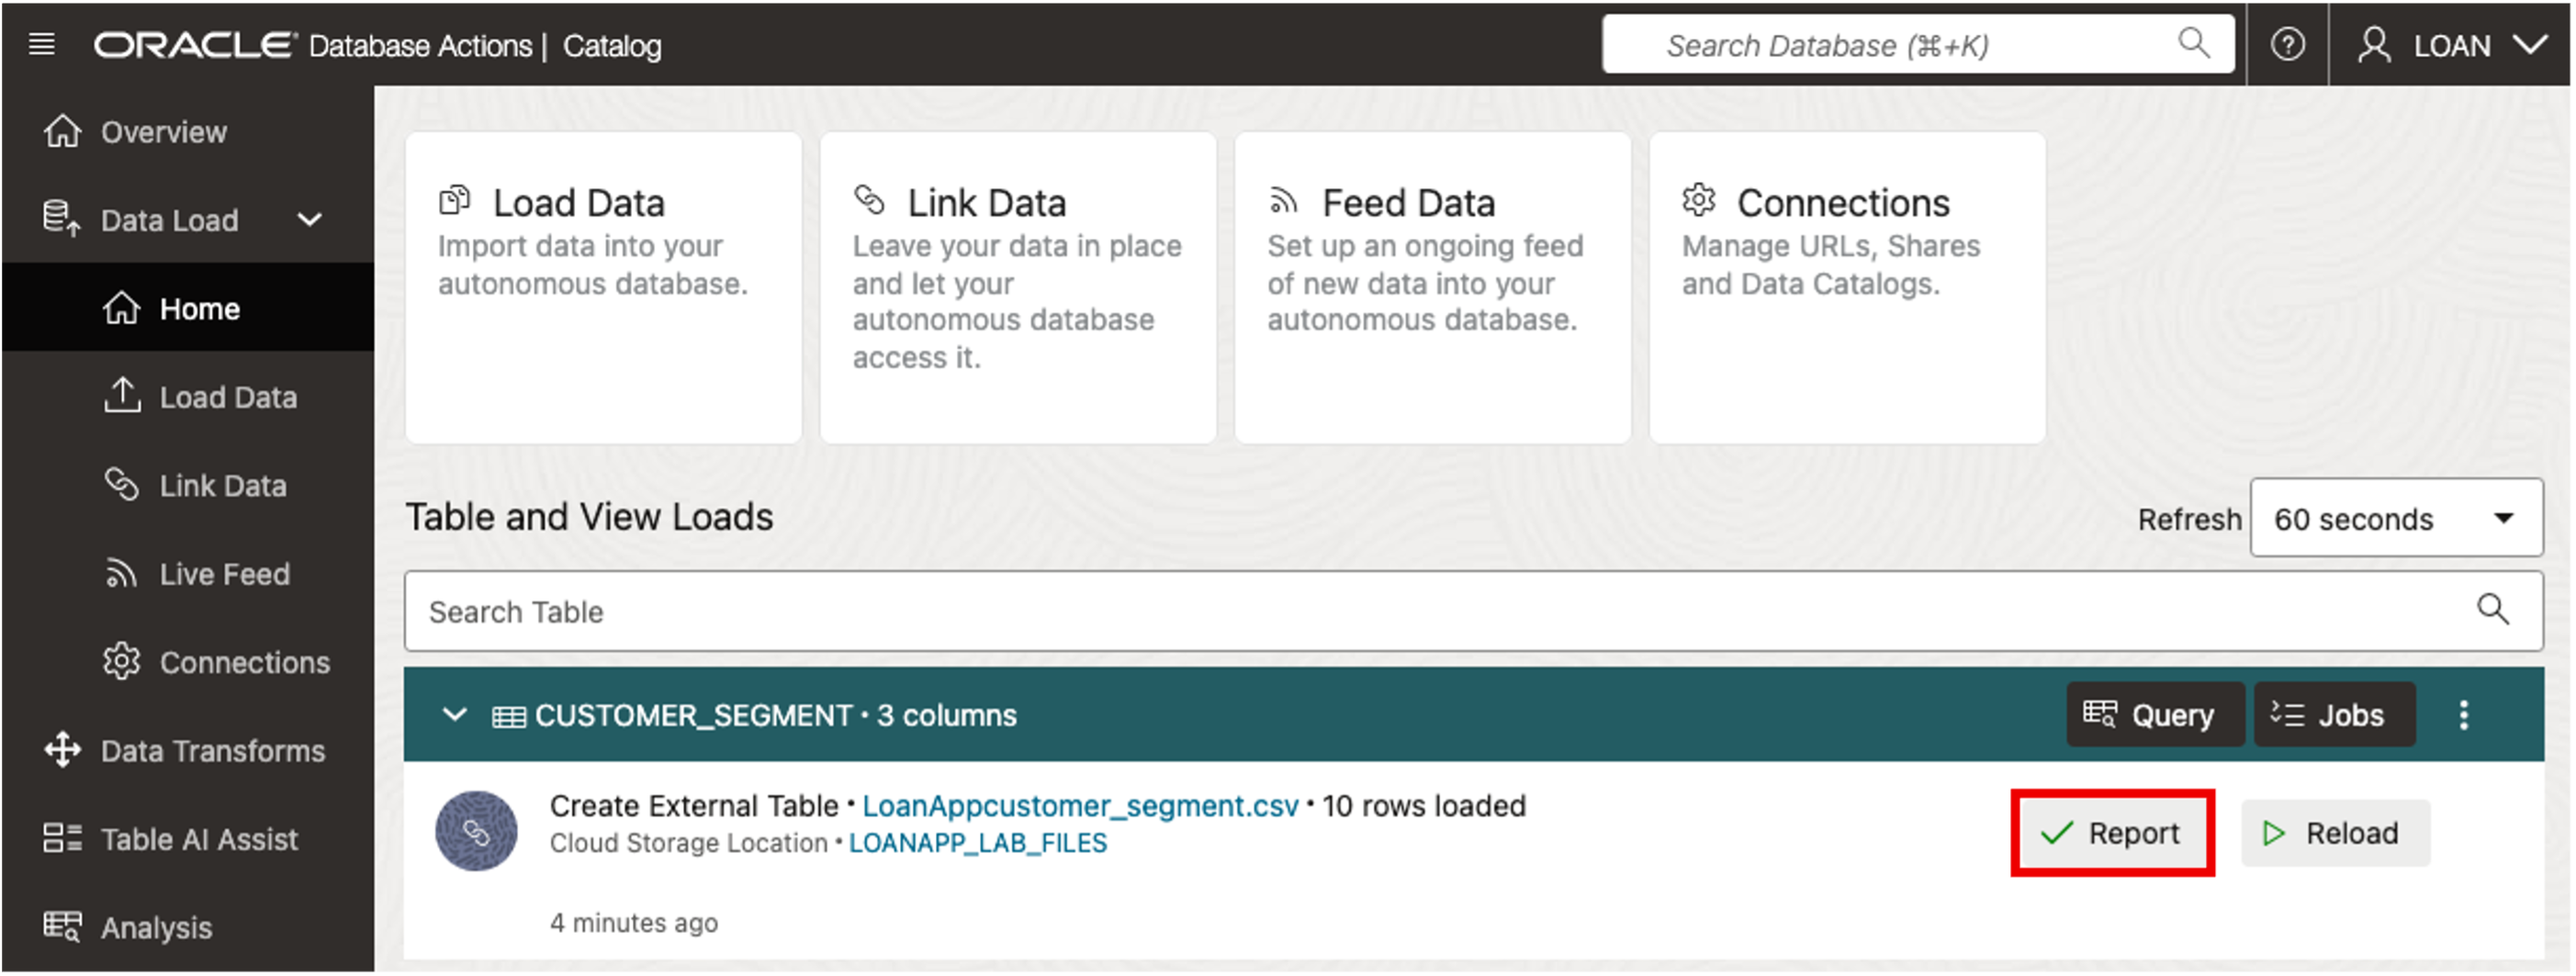 ORACLE Database Actions | Catalog
Search Database (⌘+K)
LOAN
Overview
Data Load
Home
Load Data
Link Data
Live Feed
Connections
Data Transforms
Table AI Assist
Analysis
Load Data
Import data into your
autonomous database.
Link Data
Leave your data in place
and let your
autonomous database
access it.
Feed Data
Set up an ongoing feed
of new data into your
autonomous database.
Connections
Manage URLs, Shares
and Data Catalogs.
Table and View Loads
Refresh 60 seconds
Search Table
CUSTOMER_SEGMENT • 3 columns
Query
Jobs
Create External Table • LoanAppcustomer_segment.csv • 10 rows loaded
Cloud Storage Location • LOANAPP_LAB_FILES
Report
Reload
4 minutes ago